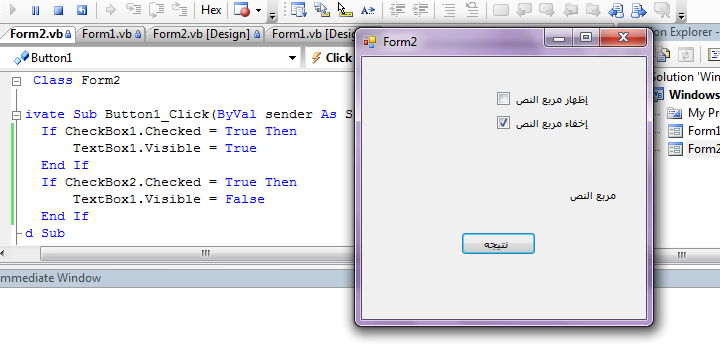 Hex
Form2.vb Form1.vb Form2.vb [Design] Form1.vb [Des
Button1 Click
Class Form2
ivate Sub Button1_Click(ByVal sender As S
If CheckBox1.Checked = True Then
TextBox1.Visible = True
End If
If CheckBox2.Checked = True Then
TextBox1.Visible = False
End If
d Sub
mmediate Window
Form2
إظهار مربع النص
إخفاء مربع النص
مربع النص
نتيجه
on Explorer -
Solution 'Win
Windows
My Pr
Form1
Form2